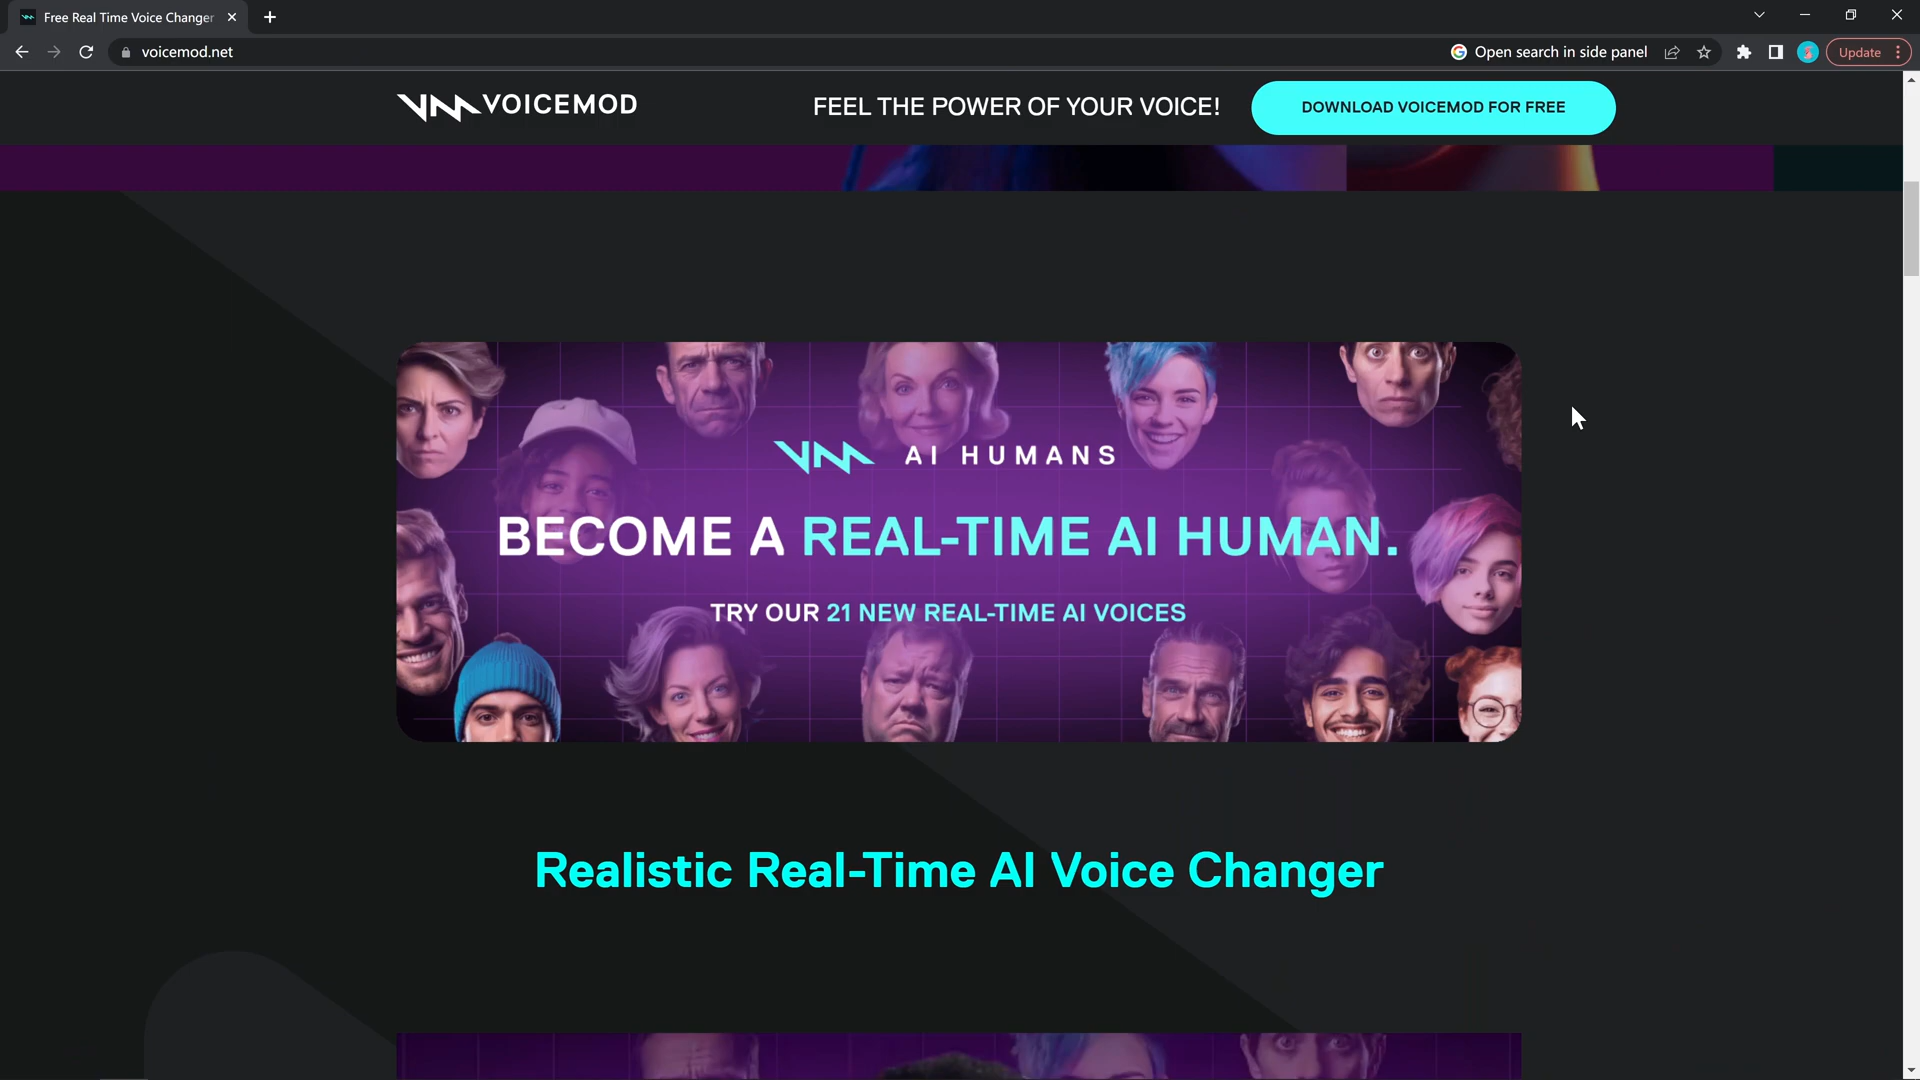 Free Real Time Voice Changer
voicemod.net
Open search in side panel
Update
VOICEMOD
FEEL THE POWER OF YOUR VOICE!
DOWNLOAD VOICEMOD FOR FREE
AI HUMANS
BECOME A REAL-TIME AI HUMAN.
TRY OUR 21 NEW REAL-TIME AI VOICES
Realistic Real-Time AI Voice Changer